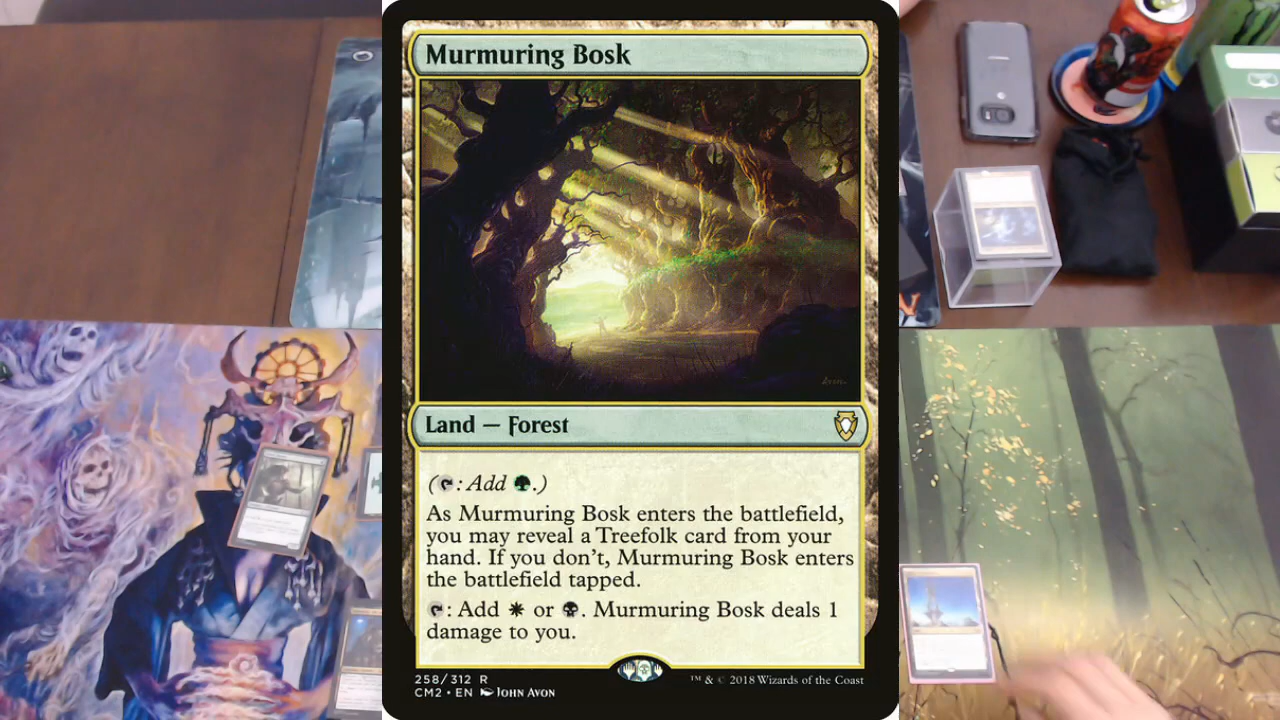 Murmuring Bosk
Land — Forest
( : Add .)
As Murmuring Bosk enters the battlefield,
you may reveal a Treefolk card from your
hand. If you don't, Murmuring Bosk enters
the battlefield tapped.
: Add or . Murmuring Bosk deals 1
damage to you.
258/312 R
CM2 • EN John Avon
™ & © 2018 Wizards of the Coast